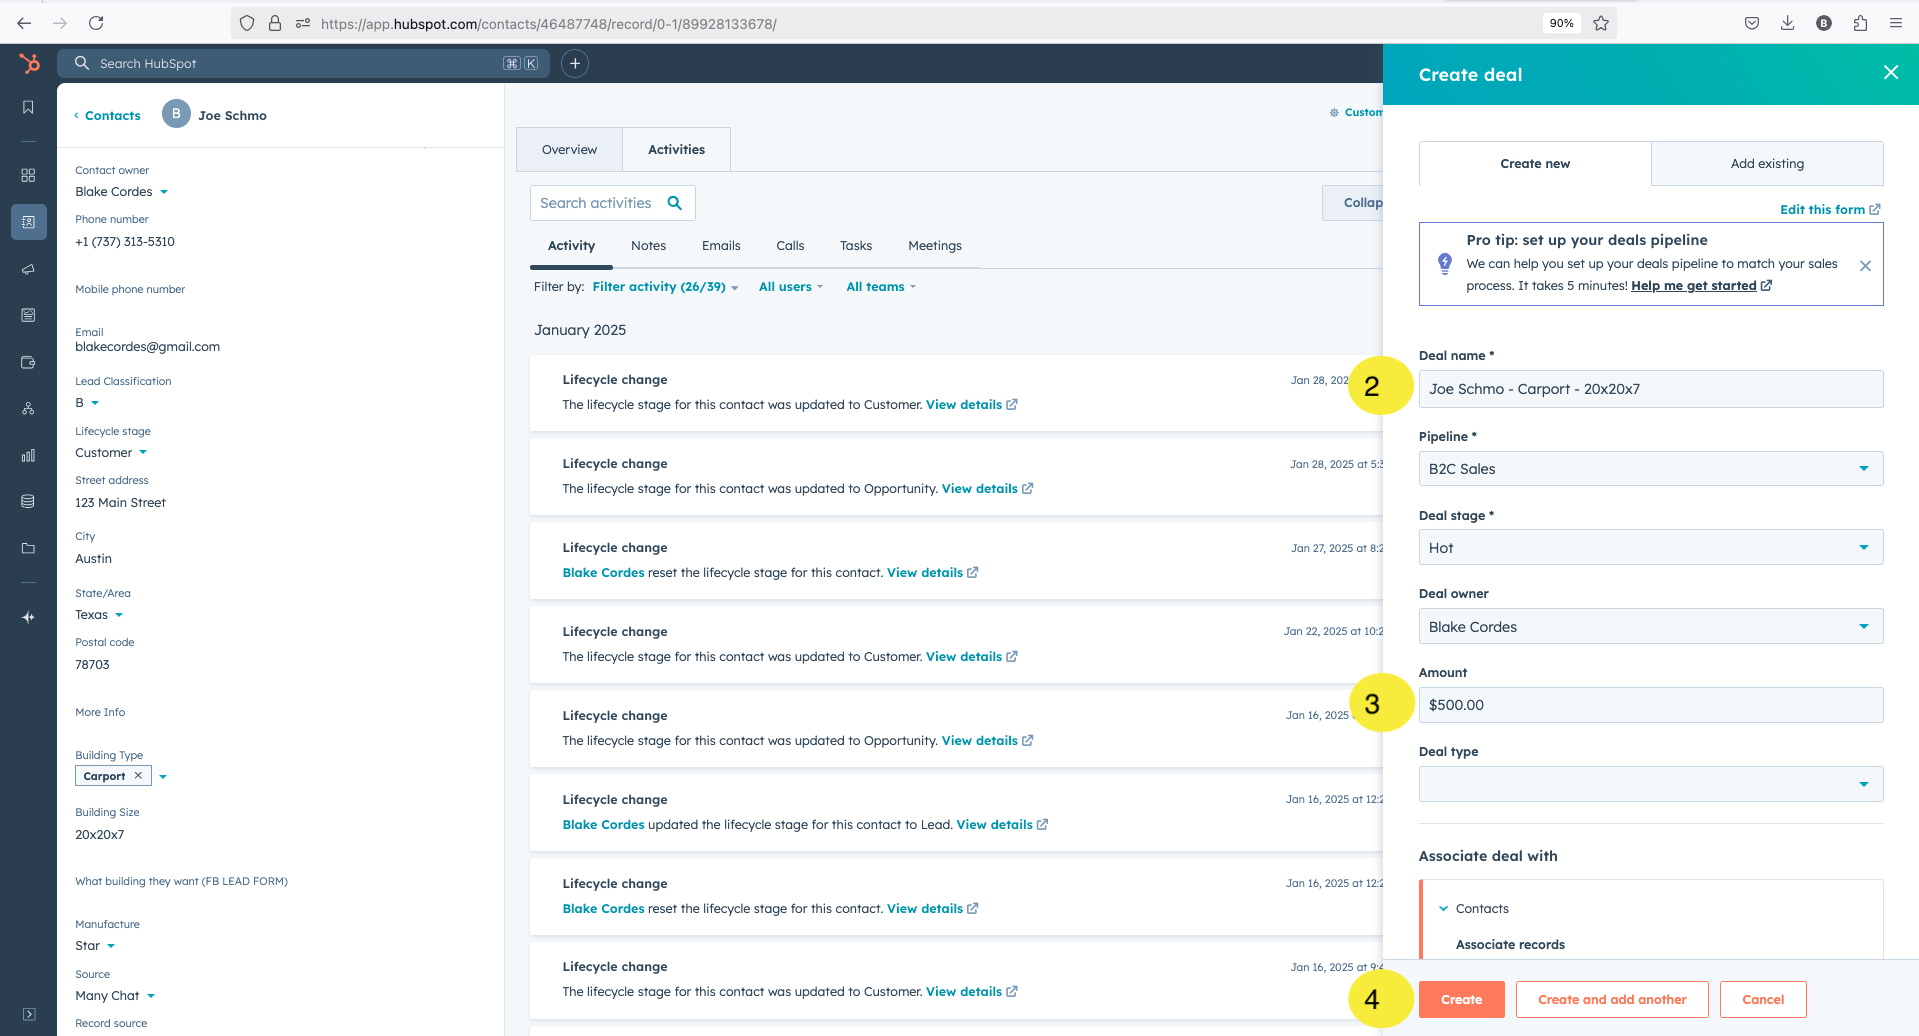 https://app.hubspot.com/contacts/46487748/record/0-1/89928133678/
90%
B
Search HubSpot
⌘ K
+
Contacts
B
Joe Schmo
Contact owner
Blake Cordes
Phone number
+1 (737) 313-5310
Mobile phone number
Email
blakecordes@gmail.com
Lead Classification
B
Lifecycle stage
Customer
Street address
123 Main Street
City
Austin
State/Area
Texas
Postal code
78703
More Info
Building Type
Carport
Building Size
20x20x7
What building they want (FB LEAD FORM)
Manufacture
Star
Source
Many Chat
Record source
Overview
Activities
Search activities
Activity
Notes
Emails
Calls
Tasks
Meetings
Filter by: Filter activity (26/39) All users All teams
January 2025
Lifecycle change
Jan 28,
The lifecycle stage for this contact was updated to Customer. View details
Lifecycle change
Jan 28, 2025 at
The lifecycle stage for this contact was updated to Opportunity. View details
Lifecycle change
Jan 27, 2025 at
Blake Cordes reset the lifecycle stage for this contact. View details
Lifecycle change
Jan 22, 2025 at
The lifecycle stage for this contact was updated to Customer. View details
Lifecycle change
Jan 16, 2025
The lifecycle stage for this contact was updated to Opportunity. View details
Lifecycle change
Jan 16, 2025 at
Blake Cordes updated the lifecycle stage for this contact to Lead. View details
Lifecycle change
Jan 16, 2025 at
Blake Cordes reset the lifecycle stage for this contact. View details
Lifecycle change
Jan 16, 2025 at
The lifecycle stage for this contact was updated to Customer. View details
Create deal
Create new
Add existing
Edit this form
Pro tip: set up your deals pipeline
We can help you set up your deals pipeline to match your sales
process. It takes 5 minutes! Help me get started
Deal name *
2
Joe Schmo - Carport - 20x20x7
Pipeline *
B2C Sales
Deal stage *
Hot
Deal owner
Blake Cordes
Amount
3
$500.00
Deal type
Associate deal with
Contacts
Associate records
4
Create
Create and add another
Cancel